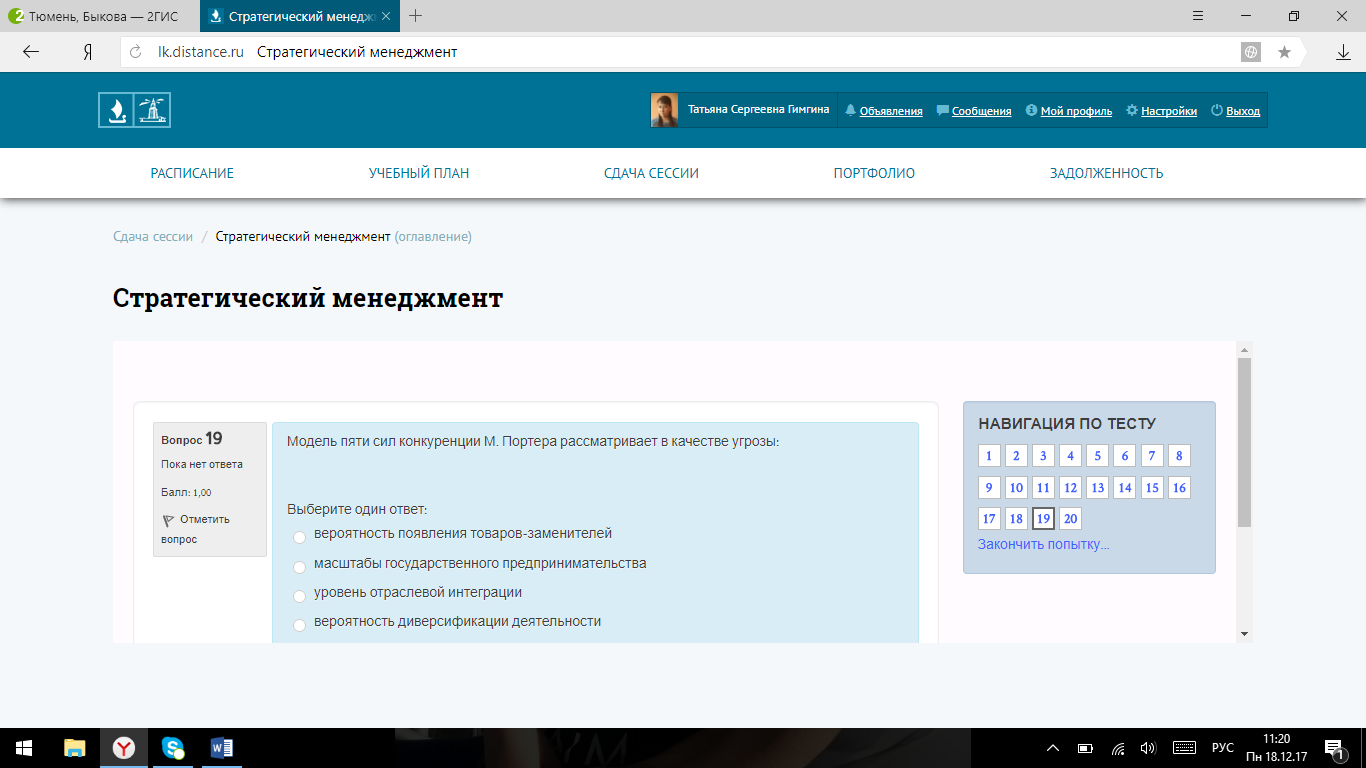 Тюмень, Быкова — 2ГИС
Стратегический менедж
lk.distance.ru Стратегический менеджмент
Татьяна Сергеевна Гимгина
Объявления
Сообщения
Мой профиль
Настройки
Выход
РАСПИСАНИЕ
УЧЕБНЫЙ ПЛАН
СДАЧА СЕССИИ
ПОРТФОЛИО
ЗАДОЛЖЕННОСТЬ
Сдача сессии / Стратегический менеджмент (оглавление)
Стратегический менеджмент
Вопрос 19
Пока нет ответа
Балл: 1,00
Отметить
вопрос
Модель пяти сил конкуренции М. Портера рассматривает в качестве угрозы:
Выберите один ответ:
вероятность появления товаров-заменителей
масштабы государственного предпринимательства
уровень отраслевой интеграции
вероятность диверсификации деятельности
НАВИГАЦИЯ ПО ТЕСТУ
1 2 3 4 5 6 7 8
9 10 11 12 13 14 15 16
17 18 19 20
Закончить попытку...
РУС
11:20
Пн 18.12.17
1